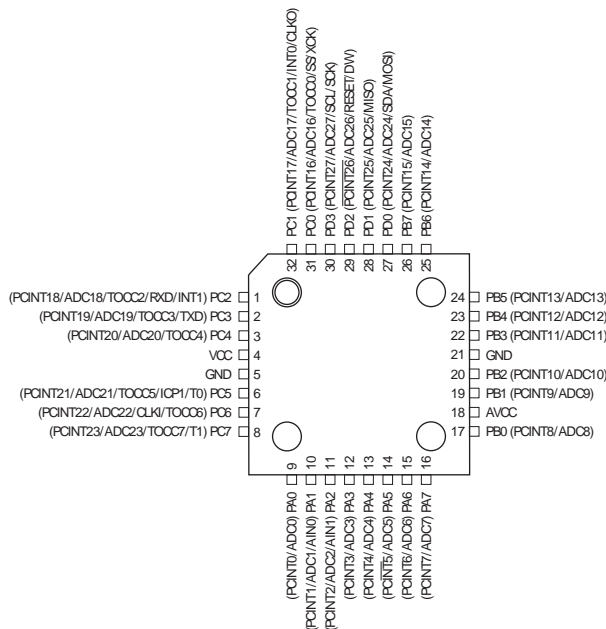 PC1 (PCINT17/ADC17/TOCC1/INT0/CLKO)
PC0 (PCINT16/ADC16/TOCC0/SS/XCK)
PD3 (PCINT27/ADC27/SCL/SCK)
PD2 (PCINT26/ADC26/RESET/DW)
PD1 (PCINT25/ADC25/MISO)
PD0 (PCINT24/ADC24/SDA/MOSI)
PB7 (PCINT15/ADC15)
PB6 (PCINT14/ADC14)
32 31 30 29 28 27 26 25
(PCINT18/ADC18/TOCC2/RXD/INT1) PC2 1
(PCINT19/ADC19/TOCC3/TXD) PC3 2
(PCINT20/ADC20/TOCC4) PC4 3
VCC 4
GND 5
(PCINT21/ADC21/TOCC5/ICP1/T0) PC5 6
(PCINT22/ADC22/CLKI/TOCC6) PC6 7
(PCINT23/ADC23/TOCC7/T1) PC7 8
24 PB5 (PCINT13/ADC13)
23 PB4 (PCINT12/ADC12)
22 PB3 (PCINT11/ADC11)
21 GND
20 PB2 (PCINT10/ADC10)
19 PB1 (PCINT9/ADC9)
18 AVCC
17 PB0 (PCINT8/ADC8)
9 10 11 12 13 14 15 16
(PCINT0/ADC0) PA0
(PCINT1/ADC1/AIN0) PA1
(PCINT2/ADC2/AIN1) PA2
(PCINT3/ADC3) PA3
(PCINT4/ADC4) PA4
(PCINT5/ADC5) PA5
(PCINT6/ADC6) PA6
(PCINT7/ADC7) PA7